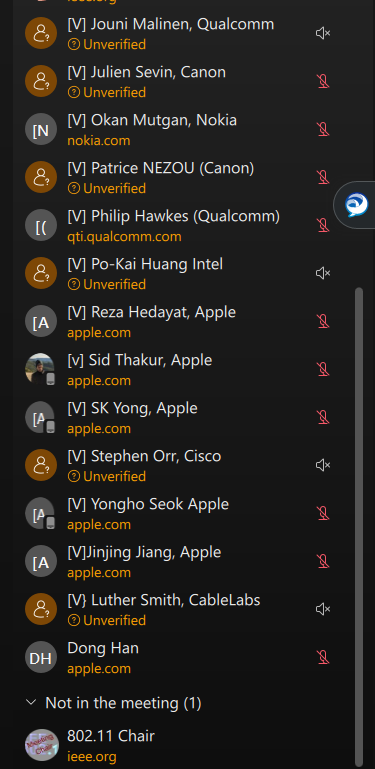 ieee.org
[V] Jouni Malinen, Qualcomm
Unverified
[V] Julien Sevin, Canon
Unverified
[N
[V] Okan Mutgan, Nokia
nokia.com
[V] Patrice NEZOU (Canon)
Unverified
[(
[V] Philip Hawkes (Qualcomm)
qti.qualcomm.com
[V] Po-Kai Huang Intel
Unverified
[A
[V] Reza Hedayat, Apple
apple.com
[v] Sid Thakur, Apple
apple.com
[A
[V] SK Yong, Apple
apple.com
[V] Stephen Orr, Cisco
Unverified
[A
[V] Yongho Seok Apple
apple.com
[A
[V]Jinjing Jiang, Apple
apple.com
[V} Luther Smith, CableLabs
Unverified
DH
Dong Han
apple.com
Not in the meeting (1)
802.11 Chair
ieee.org